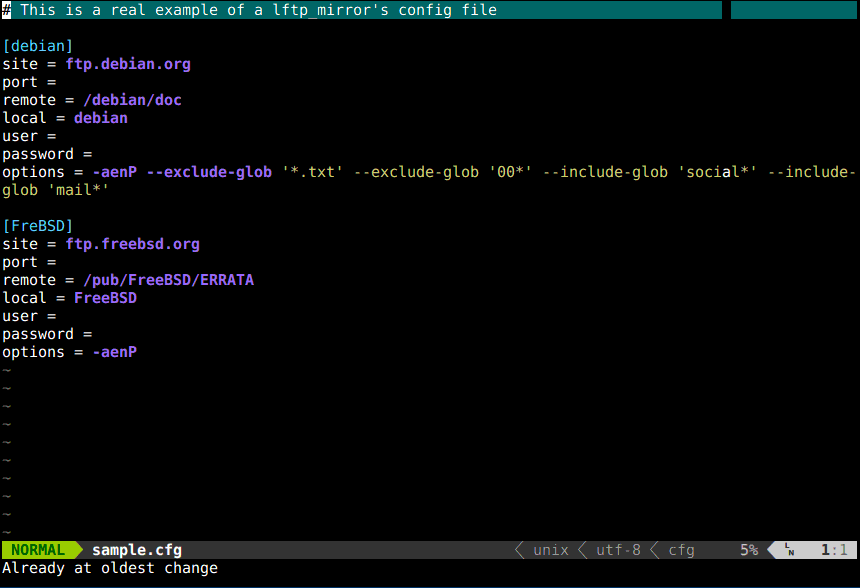 # This is a real example of a lftp_mirror's config file
[debian]
site = ftp.debian.org
port =
remote = /debian/doc
local = debian
user =
password =
options = -aenP --exclude-glob '*.txt' --exclude-glob '00*' --include-glob 'social*' --include-
glob 'mail*'
[FreBSD]
site = ftp.freebsd.org
port =
remote = /pub/FreeBSD/ERRATA
local = FreeBSD
user =
password =
options = -aenP
~
~
~
~
~
~
~
~
~
~
NORMAL sample.cfg unix utf-8 cfg 5% LN 1:1
Already at oldest change